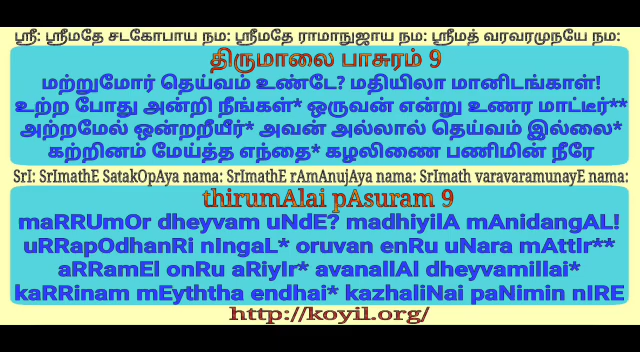 ஸ்ரீ: ஸ்ரீமதே சடகோபாய நம: ஸ்ரீமதே ராமாநுஜாய நம: ஸ்ரீமத் வரவரமுநயே நம:
திருமாலை பாசுரம் 9
மற்றுமோர் தெய்வம் உண்டே? மதியிலா மானிடங்காள்!
உற்ற போது அன்றி நீங்கள்* ஒருவன் என்று உணர மாட்டீர்**
அற்றமேல் ஒன்றறீயீர்* அவன் அல்லால் தெய்வம் இல்லை*
கற்றினம் மேய்த்த எந்தை* கழலிணை பணிமின் நீரே
SrI: SrImathE SatakOpAya nama: SrImathE rAmAnujAya nama: SrImath varavaramunayE nama:
thirumAlai pAsuram 9
maRRUmOr dheyvam uNdE? madhiyilA mAnidangAL!
uRRapOdhanRi nIngaL* oruvan enRu uNara mAttIr**
aRRamEl onRu aRiyIr* avanallAl dheyvamillai*
kaRRinam mEyththa endhai* kazhaliNai paNimin nIRE
http://koyil.org/